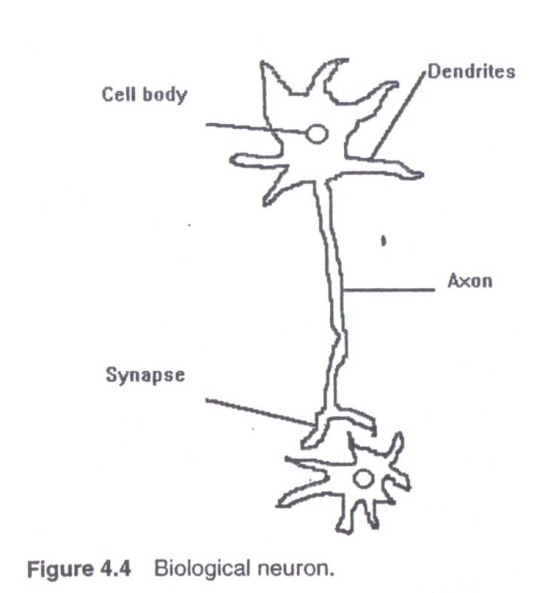 Dendrites
Cell body
Axon
Synapse
Figure 4.4 Biological neuron.